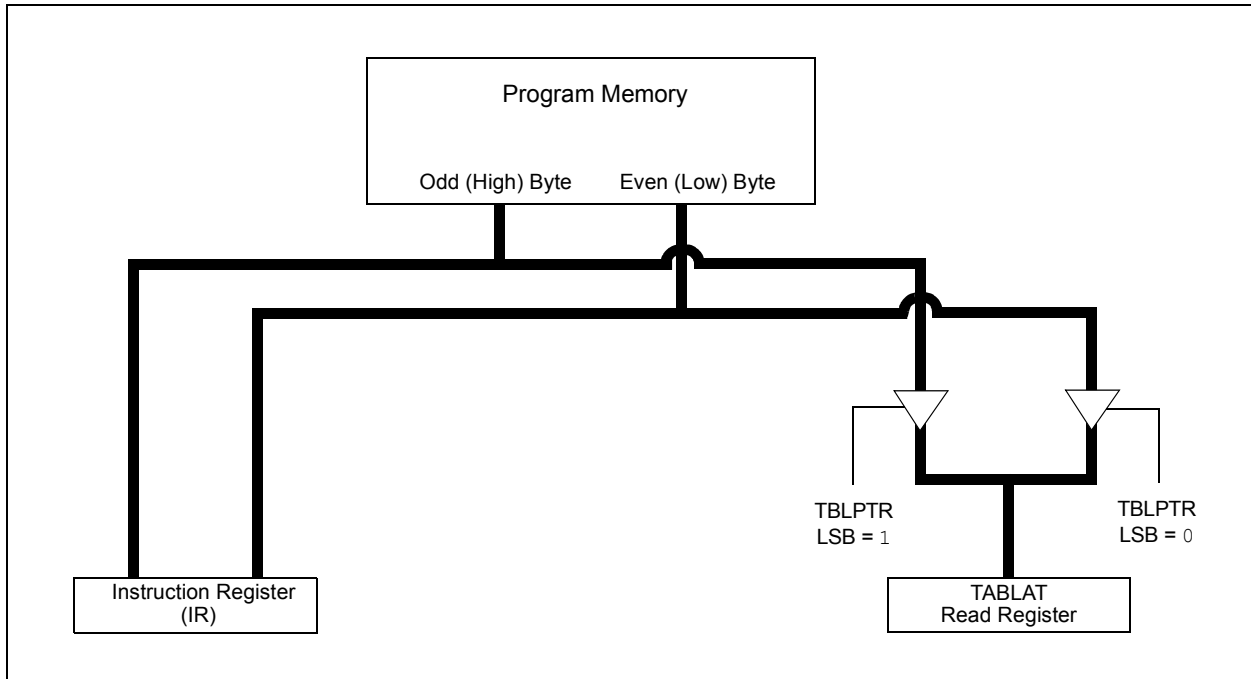 Program Memory
Odd (High) Byte
Even (Low) Byte
TBLPTR
LSB = 1
TBLPTR
LSB = 0
Instruction Register
(IR)
TABLAT
Read Register